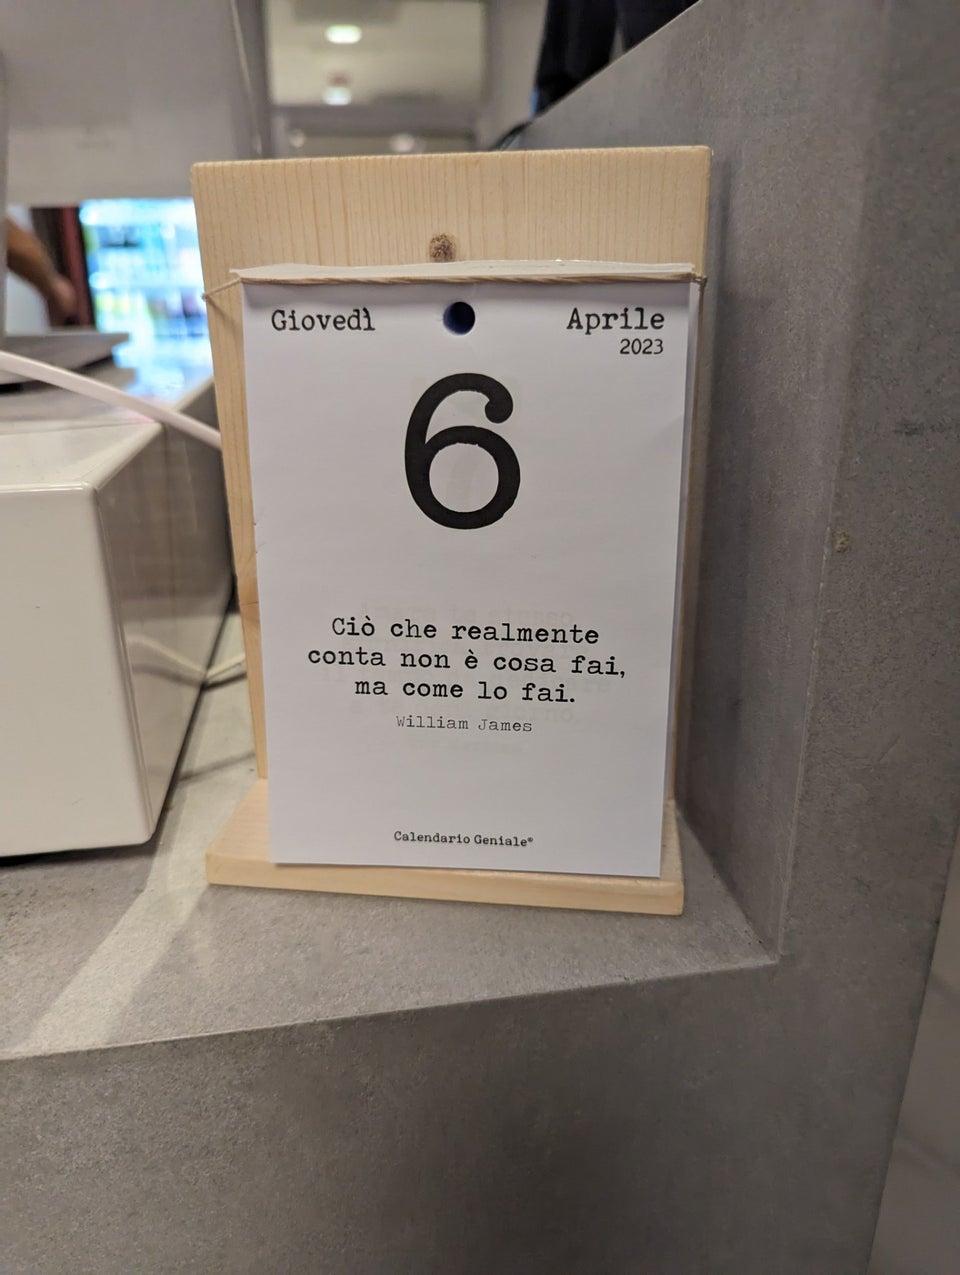 Giovedì
Aprile
2023
6
Ciò che realmente
conta non è cosa fai,
ma come lo fai.
William James
Calendario Geniale®